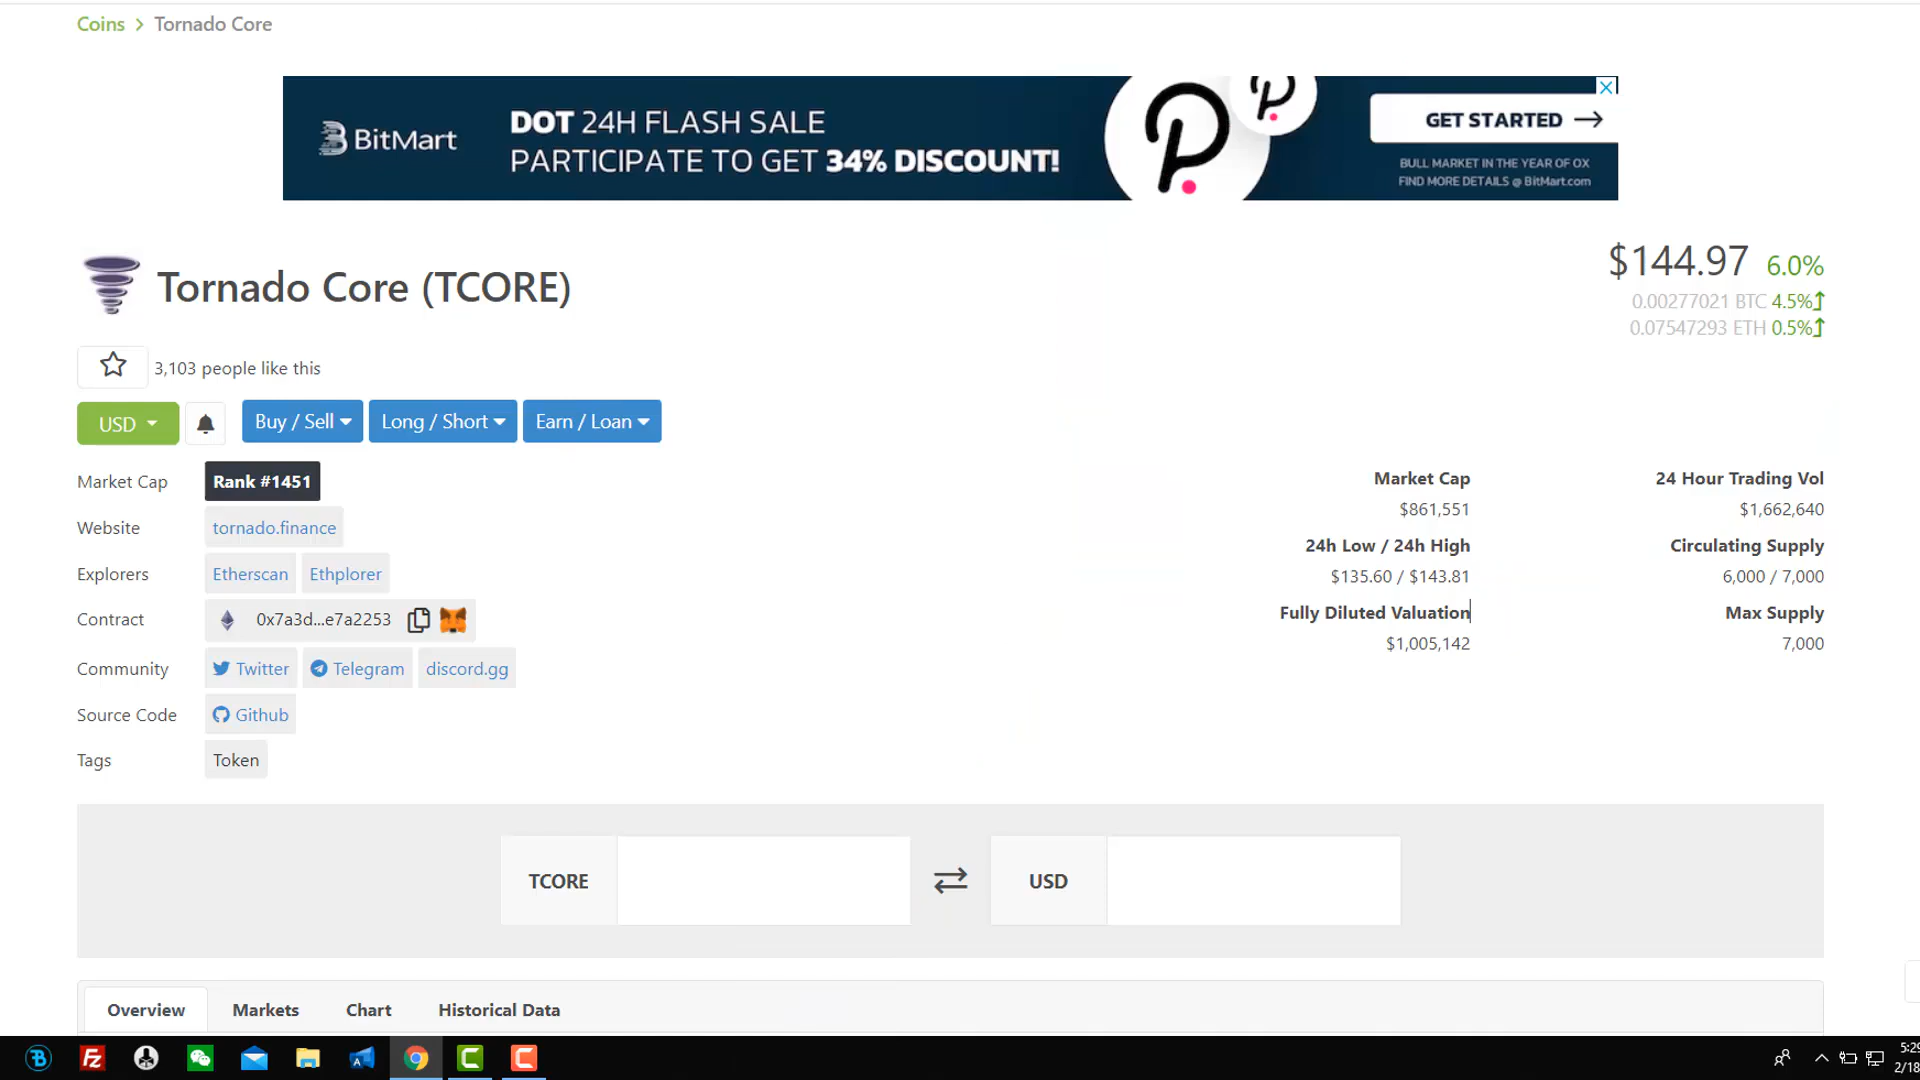 Coins > Tornado Core
BitMart
DOT 24H FLASH SALE
PARTICIPATE TO GET 34% DISCOUNT!
GET STARTED
BULL MARKET IN THE YEAR OF OX
FIND MORE DETAILS @ BitMart.com
Tornado Core (TCORE)
$144.97 6.0%
0.00277021 BTC 4.5%
0.07547293 ETH 0.5%
3,103 people like this
USD
Buy / Sell
Long / Short
Earn / Loan
Market Cap Rank #1451
Website tornado.finance
Explorers Etherscan Ethplorer
Contract 0x7a3d...e7a2253
Community Twitter Telegram discord.gg
Source Code Github
Tags Token
Market Cap
$861,551
24 Hour Trading Vol
$1,662,640
24h Low / 24h High
$135.60 / $143.81
Circulating Supply
6,000 / 7,000
Fully Diluted Valuation
$1,005,142
Max Supply
7,000
TCORE
USD
Overview Markets Chart Historical Data
5:29
2/18